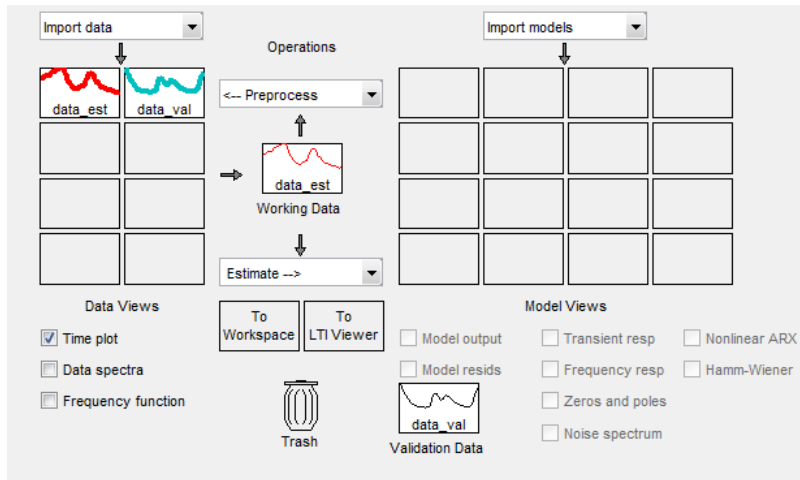 Import data
Import models
Operations
data_est
data_val
<-- Preprocess
data_est
Working Data
Estimate -->
Data Views
To Workspace
To LTI Viewer
Model Views
Time plot
Model output
Transient resp
Nonlinear ARX
Data spectra
Model resids
Frequency resp
Hamm-Wiener
Frequency function
Zeros and poles
data_val
Noise spectrum
Trash
Validation Data